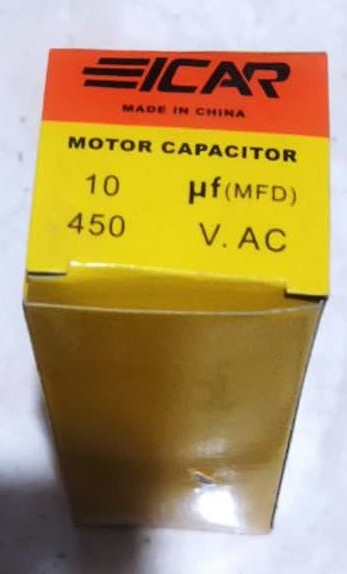 ICAR
MADE IN CHINA
MOTOR CAPACITOR
10 µf(MFD)
450 V. AC